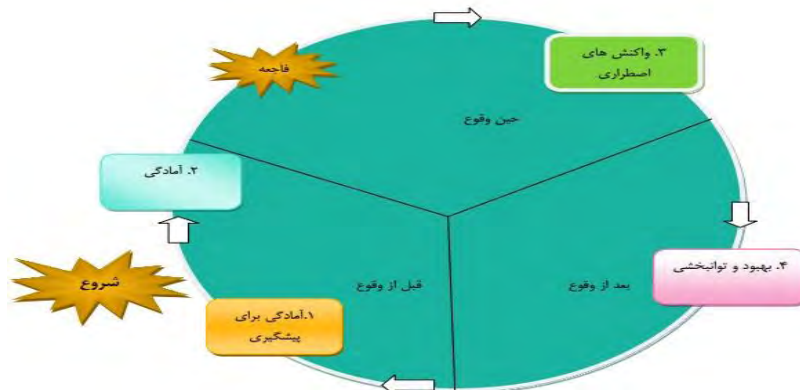 فاجعه
۳. واکنش های
اضطراری
حین وقوع
۲. آمادگی
شروع
قبل از وقوع
بعد از وقوع
۴. بهبود و توانبخشی
۱.آمادگی برای
پیشگیری